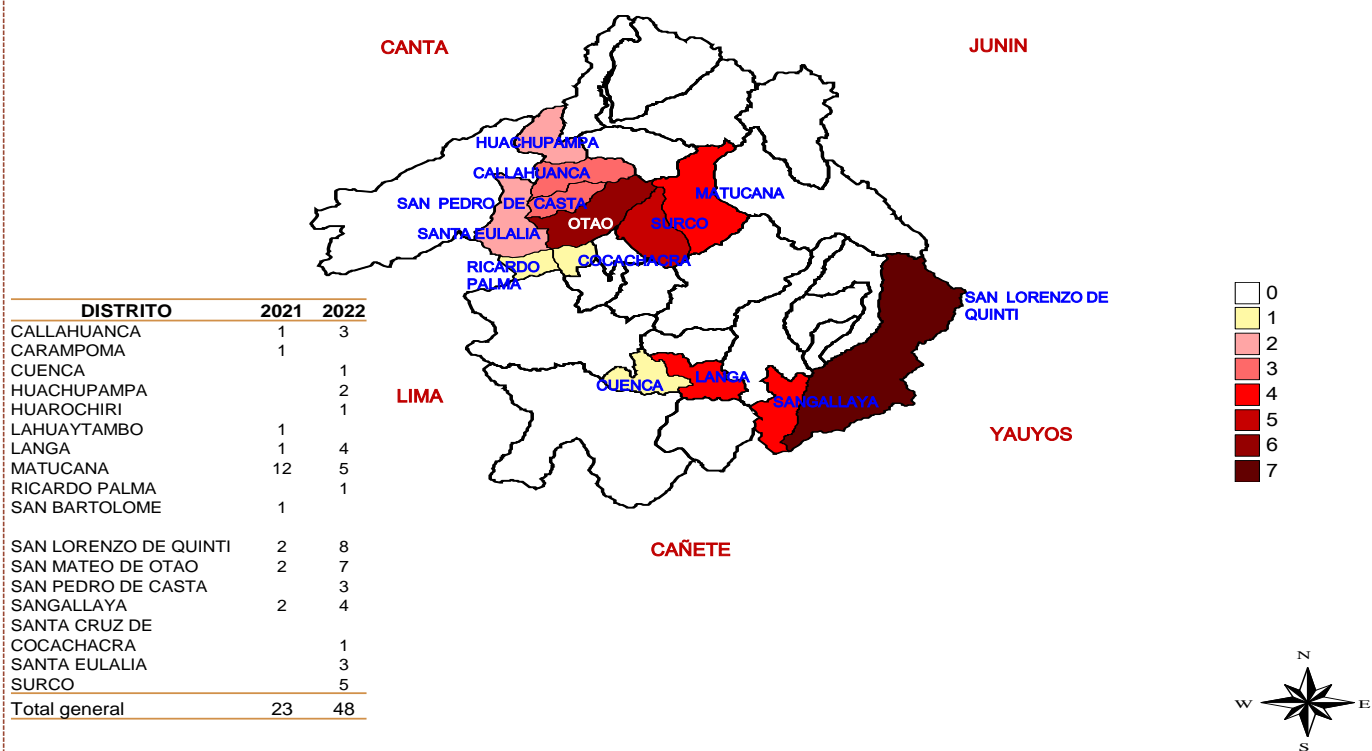 CANTA
JUNIN
HUACHUPAMPA
CALLAHUANCA
MATUCANA
SAN PEDRO DE CASTA
OTAO
SURCO
SANTA EULALIA
COCACHACRA
RICARDO
PALMA
SAN LORENZO DE
QUINTI
LIMA
CUENCA
LANGA
SANGALLAYA
YAUYOS
CAÑETE
DISTRITO 2021 2022
CALLAHUANCA 1 3
CARAMPOMA 1
CUENCA 1
HUACHUPAMPA 2
HUAROCHIRI 1
LAHUAYTAMBO 1
LANGA 1 4
MATUCANA 12 5
RICARDO PALMA 1
SAN BARTOLOME 1
SAN LORENZO DE QUINTI 2 8
SAN MATEO DE OTAO 2 7
SAN PEDRO DE CASTA 3
SANGALLAYA 2 4
SANTA CRUZ DE
COCACHACRA 1
SANTA EULALIA 3
SURCO 5
Total general 23 48
0
1
2
3
4
5
6
7
N
W E
S